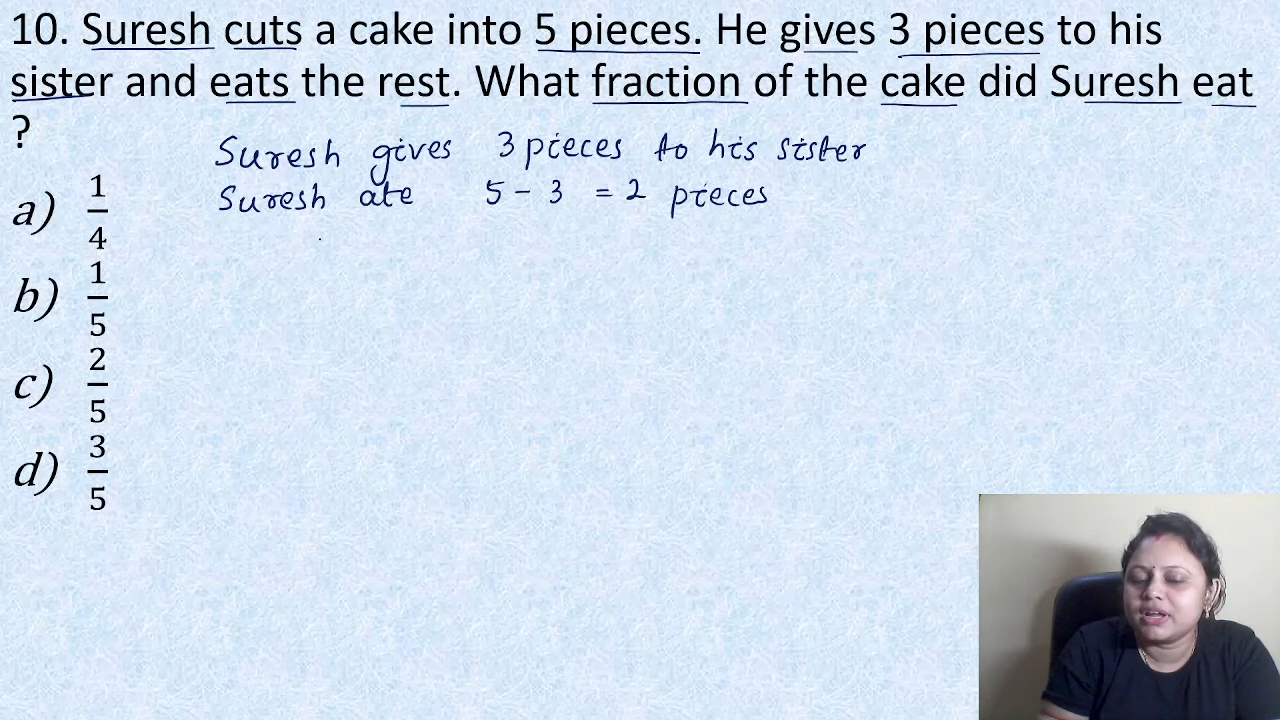 10. Suresh cuts a cake into 5 pieces. He gives 3 pieces to his
sister and eats the rest. What fraction of the cake did Suresh eat
?
Suresh gives 3 pieces to his sister
Suresh ate 5 - 3 = 2 pieces
a) 1/4
b) 1/5
c) 2/5
d) 3/5